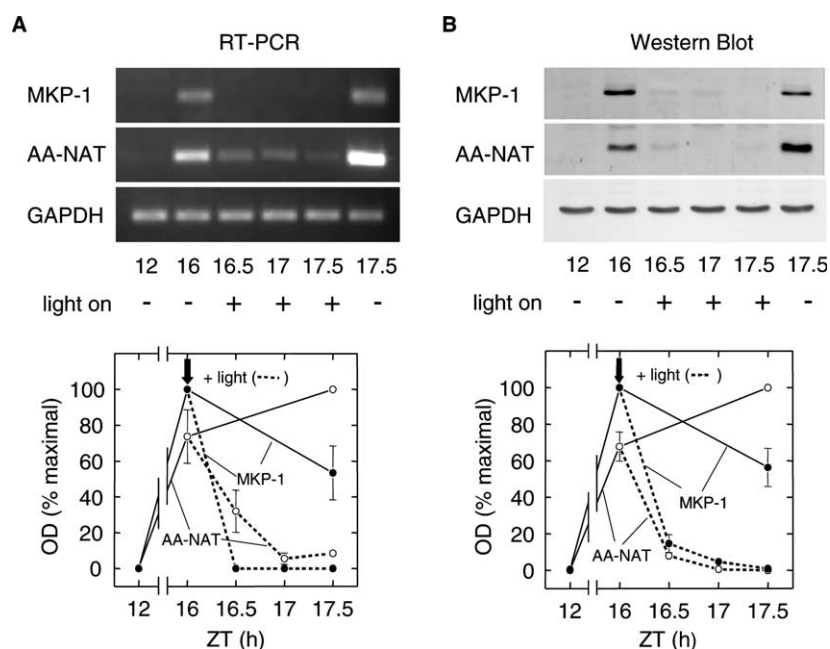 A
RT-PCR
MKP-1
AA-NAT
GAPDH
12 16 16.5 17 17.5 17.5
light on - - + + + -
+ light ( )
OD (% maximal)
100
80
60
40
20
0
MKP-1
AA-NAT
12 16 16.5 17 17.5
ZT (h)
B
Western Blot
MKP-1
AA-NAT
GAPDH
12 16 16.5 17 17.5 17.5
light on - - + + + -
+ light ( )
OD (% maximal)
100
80
60
40
20
0
MKP-1
AA-NAT
12 16 16.5 17 17.5
ZT (h)